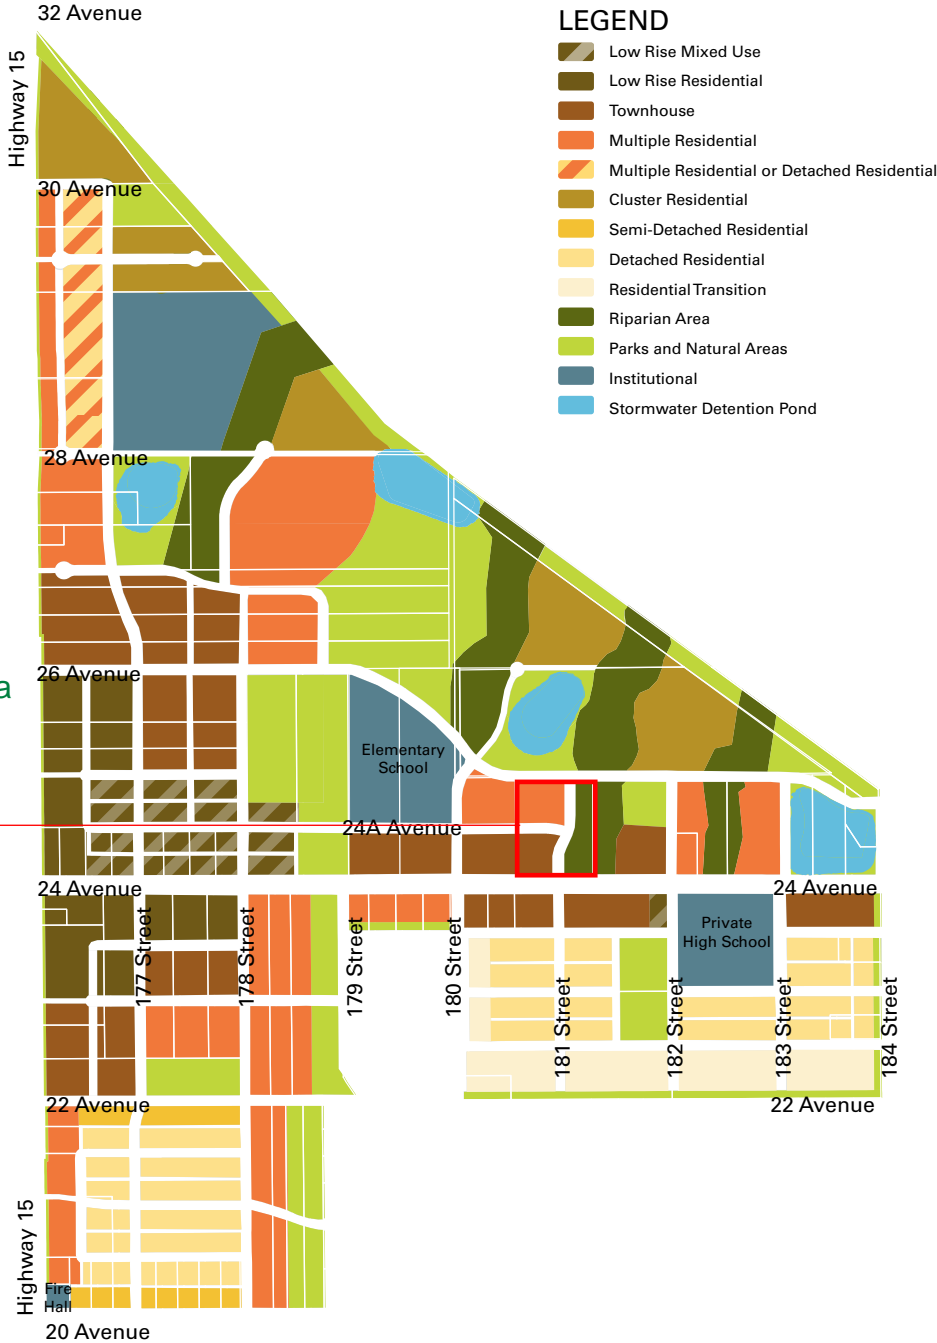 32 Avenue
Highway 15
LEGEND
Low Rise Mixed Use
Low Rise Residential
Townhouse
Multiple Residential
Multiple Residential or Detached Residential
Cluster Residential
Semi-Detached Residential
Detached Residential
Residential Transition
Riparian Area
Parks and Natural Areas
Institutional
Stormwater Detention Pond
30 Avenue
28 Avenue
26 Avenue
a
Elementary
School
24A Avenue
24 Avenue
24 Avenue
177 Street
178 Street
179 Street
180 Street
Private
High School
181 Street
182 Street
183 Street
184 Street
22 Avenue
22 Avenue
Highway 15
Fire
Hall
20 Avenue